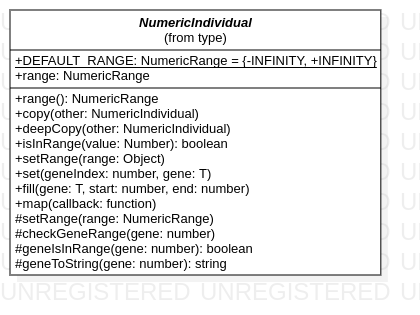 NumericIndividual
(from type)
+DEFAULT_RANGE: NumericRange = {-INFINITY, +INFINITY}
+range: NumericRange
+range(): NumericRange
+copy(other: NumericIndividual)
+deepCopy(other: NumericIndividual)
+isInRange(value: Number): boolean
+setRange(range: Object)
+set(geneIndex: number, gene: T)
+fill(gene: T, start: number, end: number)
+map(callback: function)
#setRange(range: NumericRange)
#checkGeneRange(gene: number)
#geneIsInRange(gene: number): boolean
#geneToString(gene: number): string
UNREGISTERED UNREGISTERED